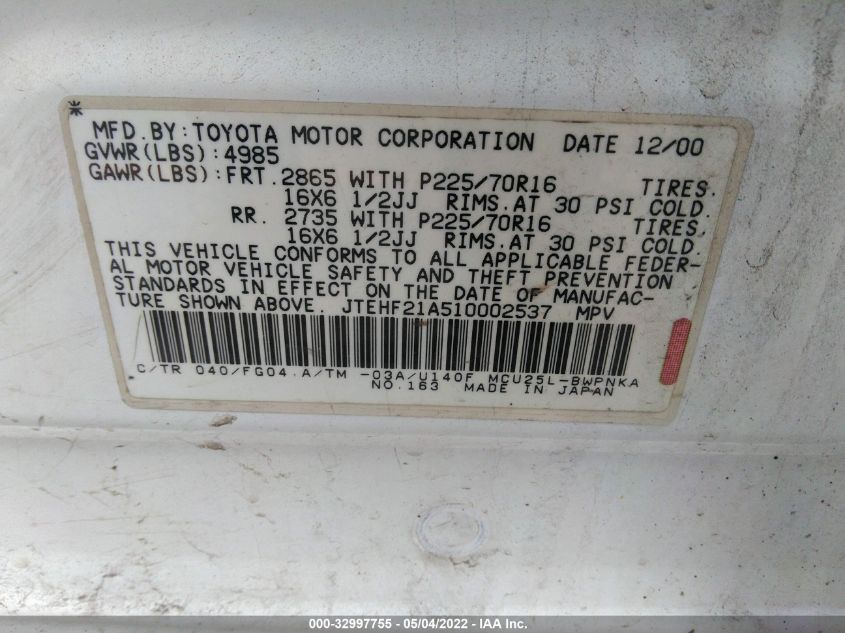 MFD.BY:TOYOTA MOTOR CORPORATION DATE 12/00
GVWR(LBS):4985
GAWR(LBS):FRT.2865 WITH P225/70R16 TIRES.
16X6 1/2JJ RIMS.AT 30 PSI COLD.
RR. 2735 WITH P225/70R16 TIRES,
16X6 1/2JJ RIMS.AT 30 PSI COLD.
THIS VEHICLE CONFORMS TO ALL APPLICABLE FEDER-
AL MOTOR VEHICLE SAFETY AND THEFT PREVENTION
STANDARDS IN EFFECT ON THE DATE OF MANUFAC-
TURE SHOWN ABOVE. JTEHF21A510002537 MPV
C/TR 040/FG04.A/TM -03A/U140F MCU25L-BWPNKA
NO.163 MADE IN JAPAN
000-32997755 - 05/04/2022 - IAA Inc.